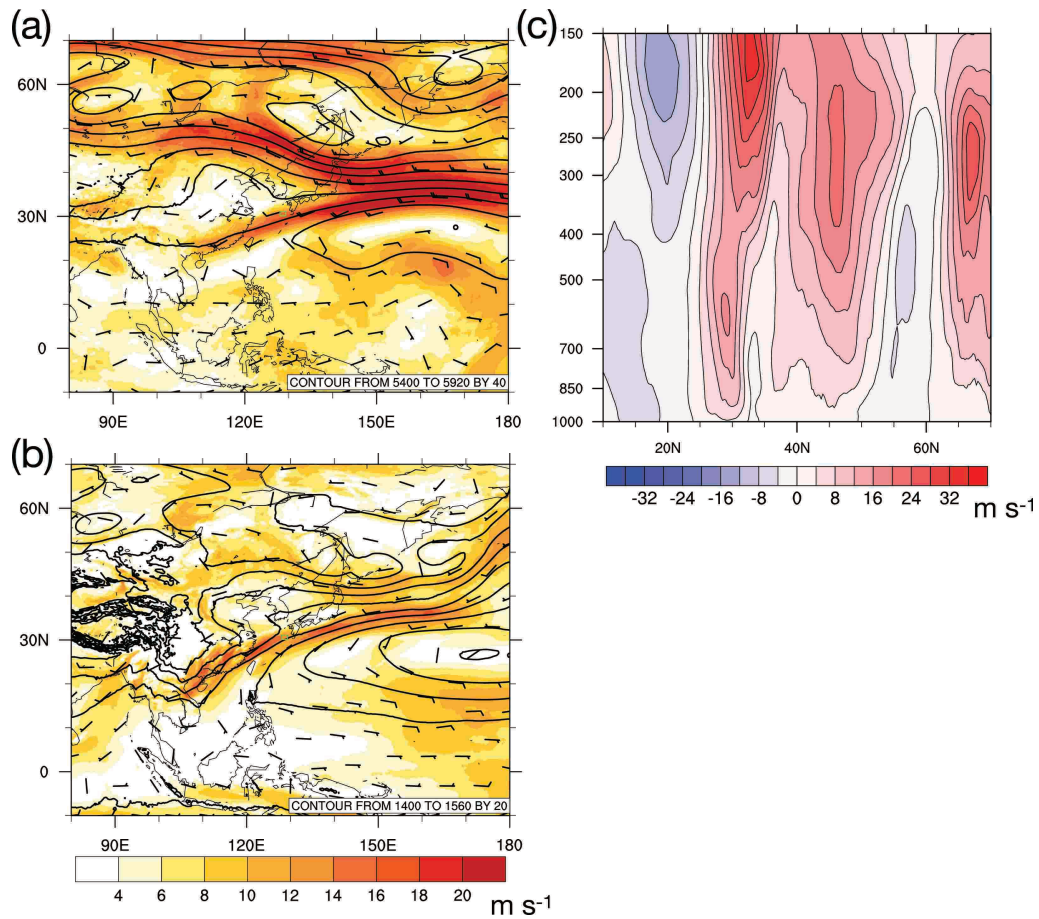 (a)
60N
30N
0
CONTOUR FROM 5400 TO 5920 BY 40
90E 120E 150E 180
(b)
60N
30N
0
CONTOUR FROM 1400 TO 1560 BY 20
90E 120E 150E 180
4 6 8 10 12 14 16 18 20
m s-1
(c)
150
200
250
300
400
500
700
850
1000
20N 40N 60N
-32 -24 -16 -8 0 8 16 24 32
m s-1